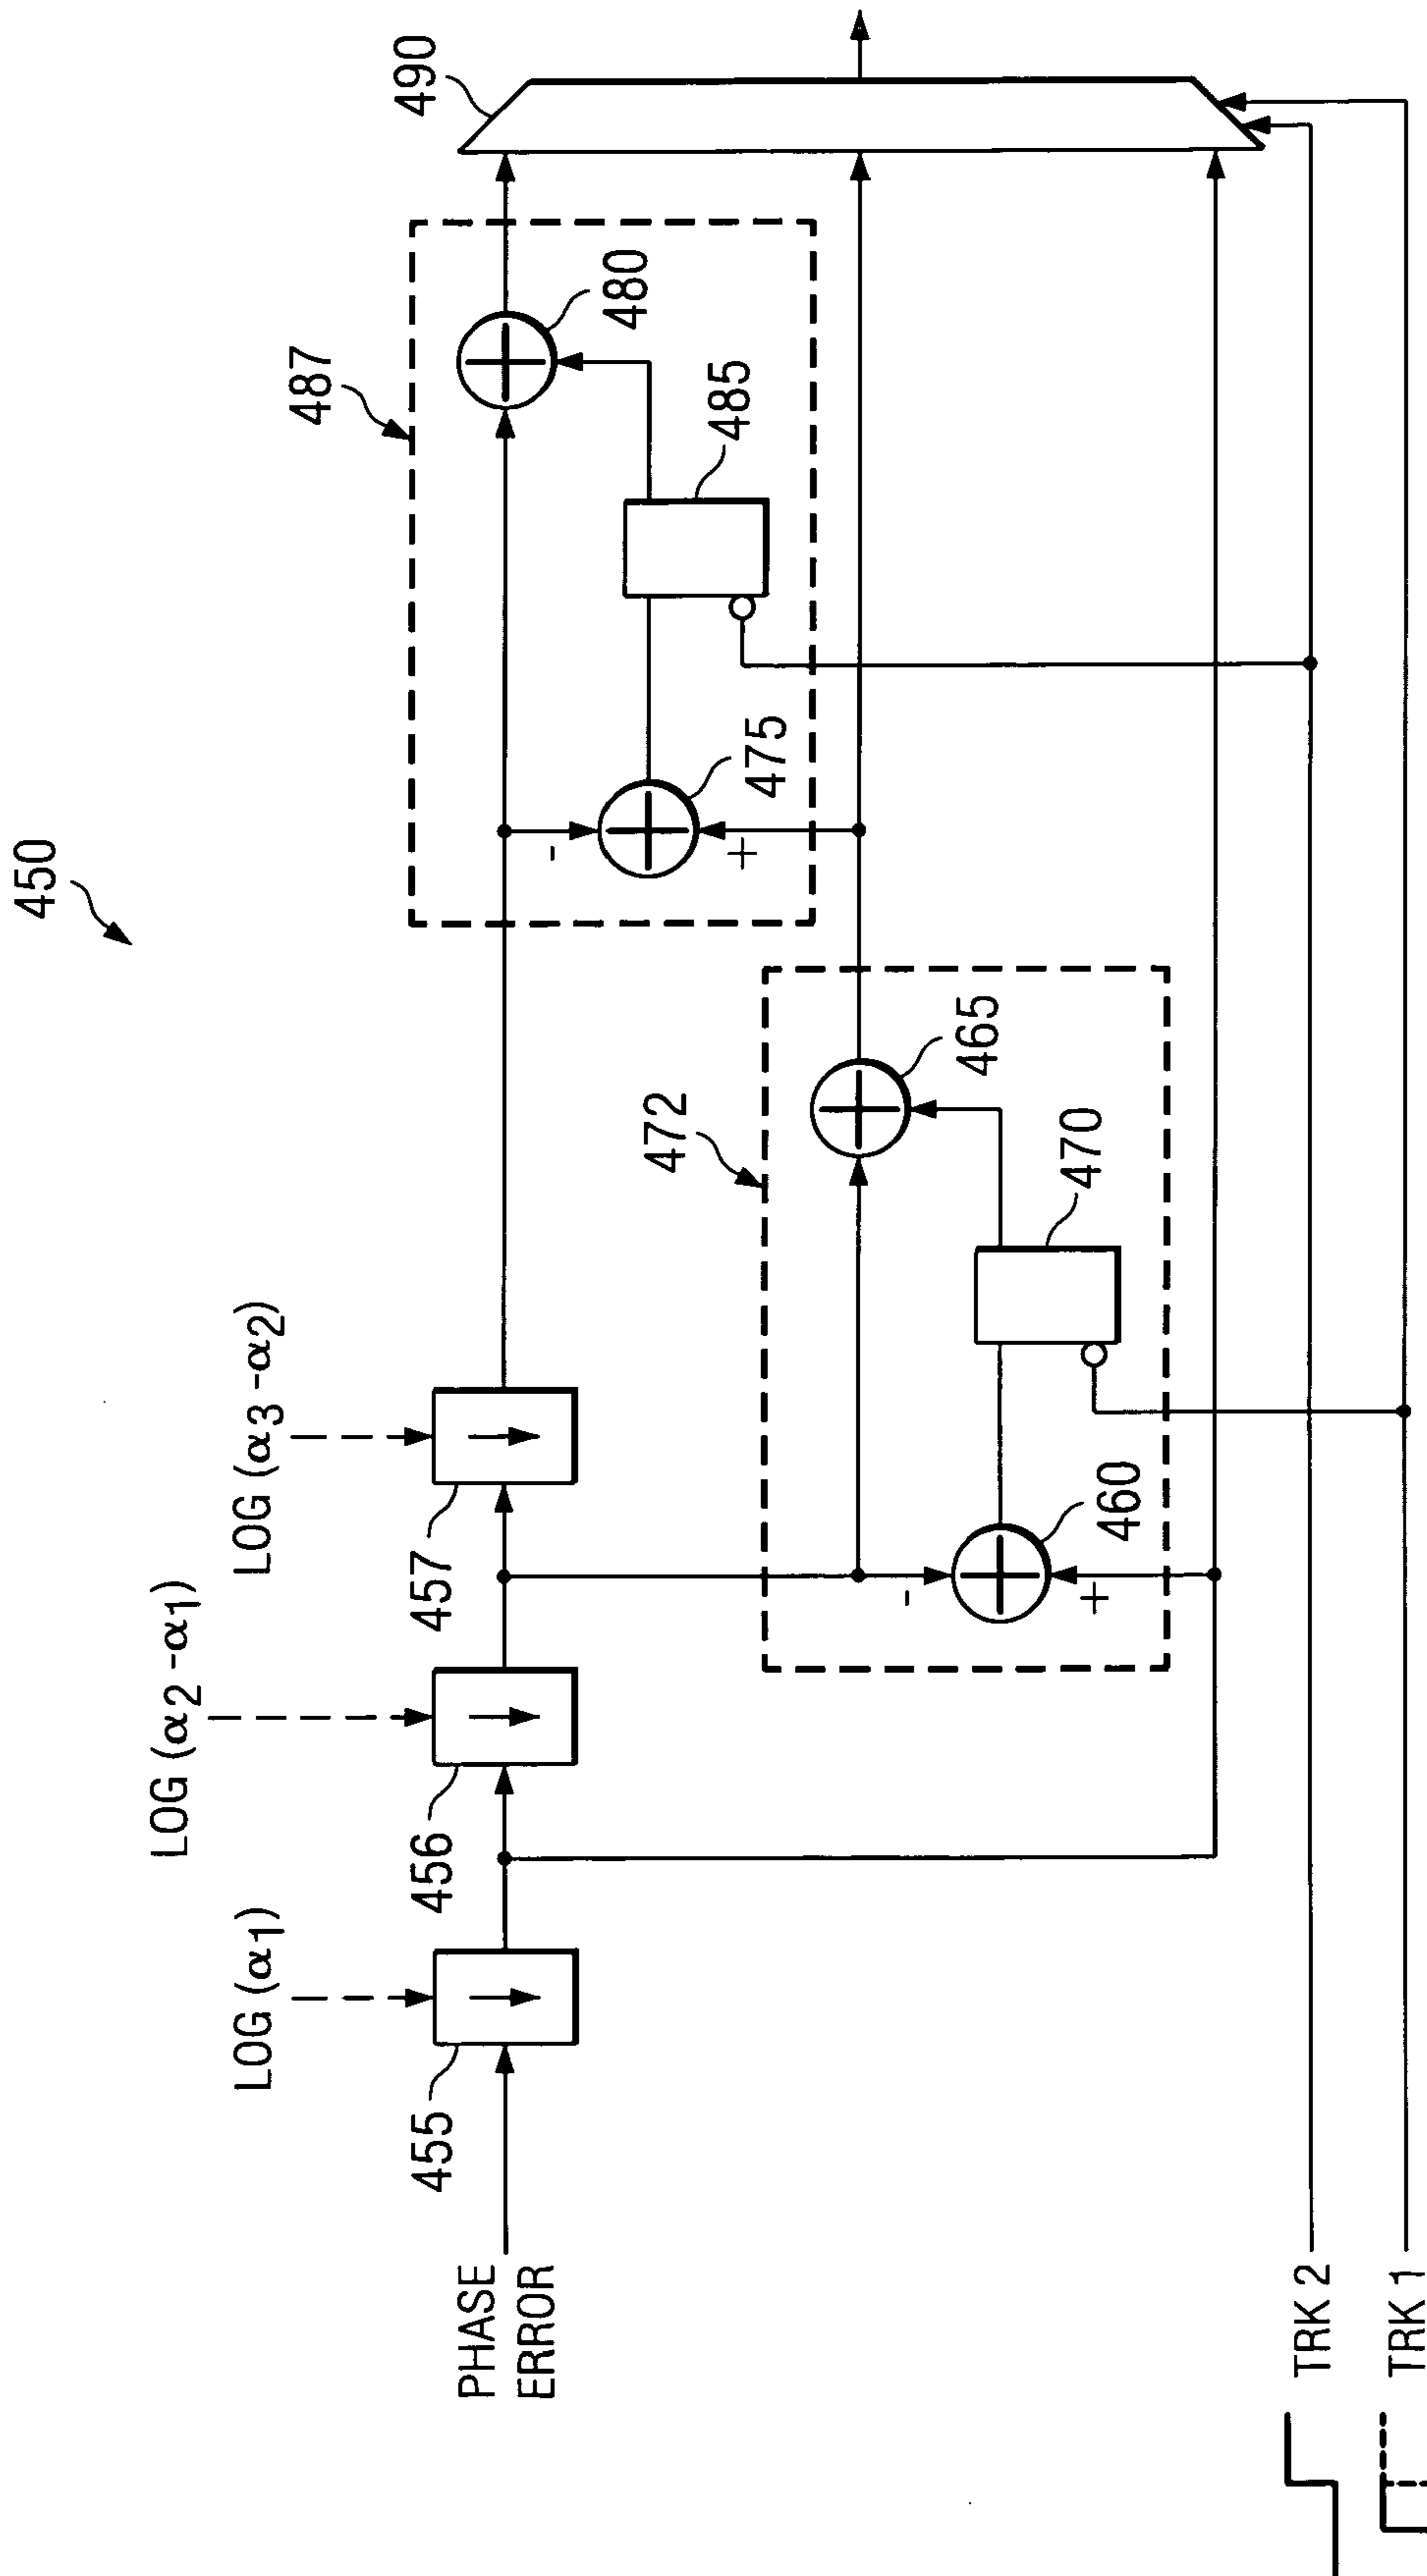 450
LOG (α1)
LOG (α2 -α1)
LOG (α3 -α2)
487
490
455
456
457
480
485
475
472
465
470
460
PHASE
ERROR
TRK 2
TRK 1
-
+
-
+